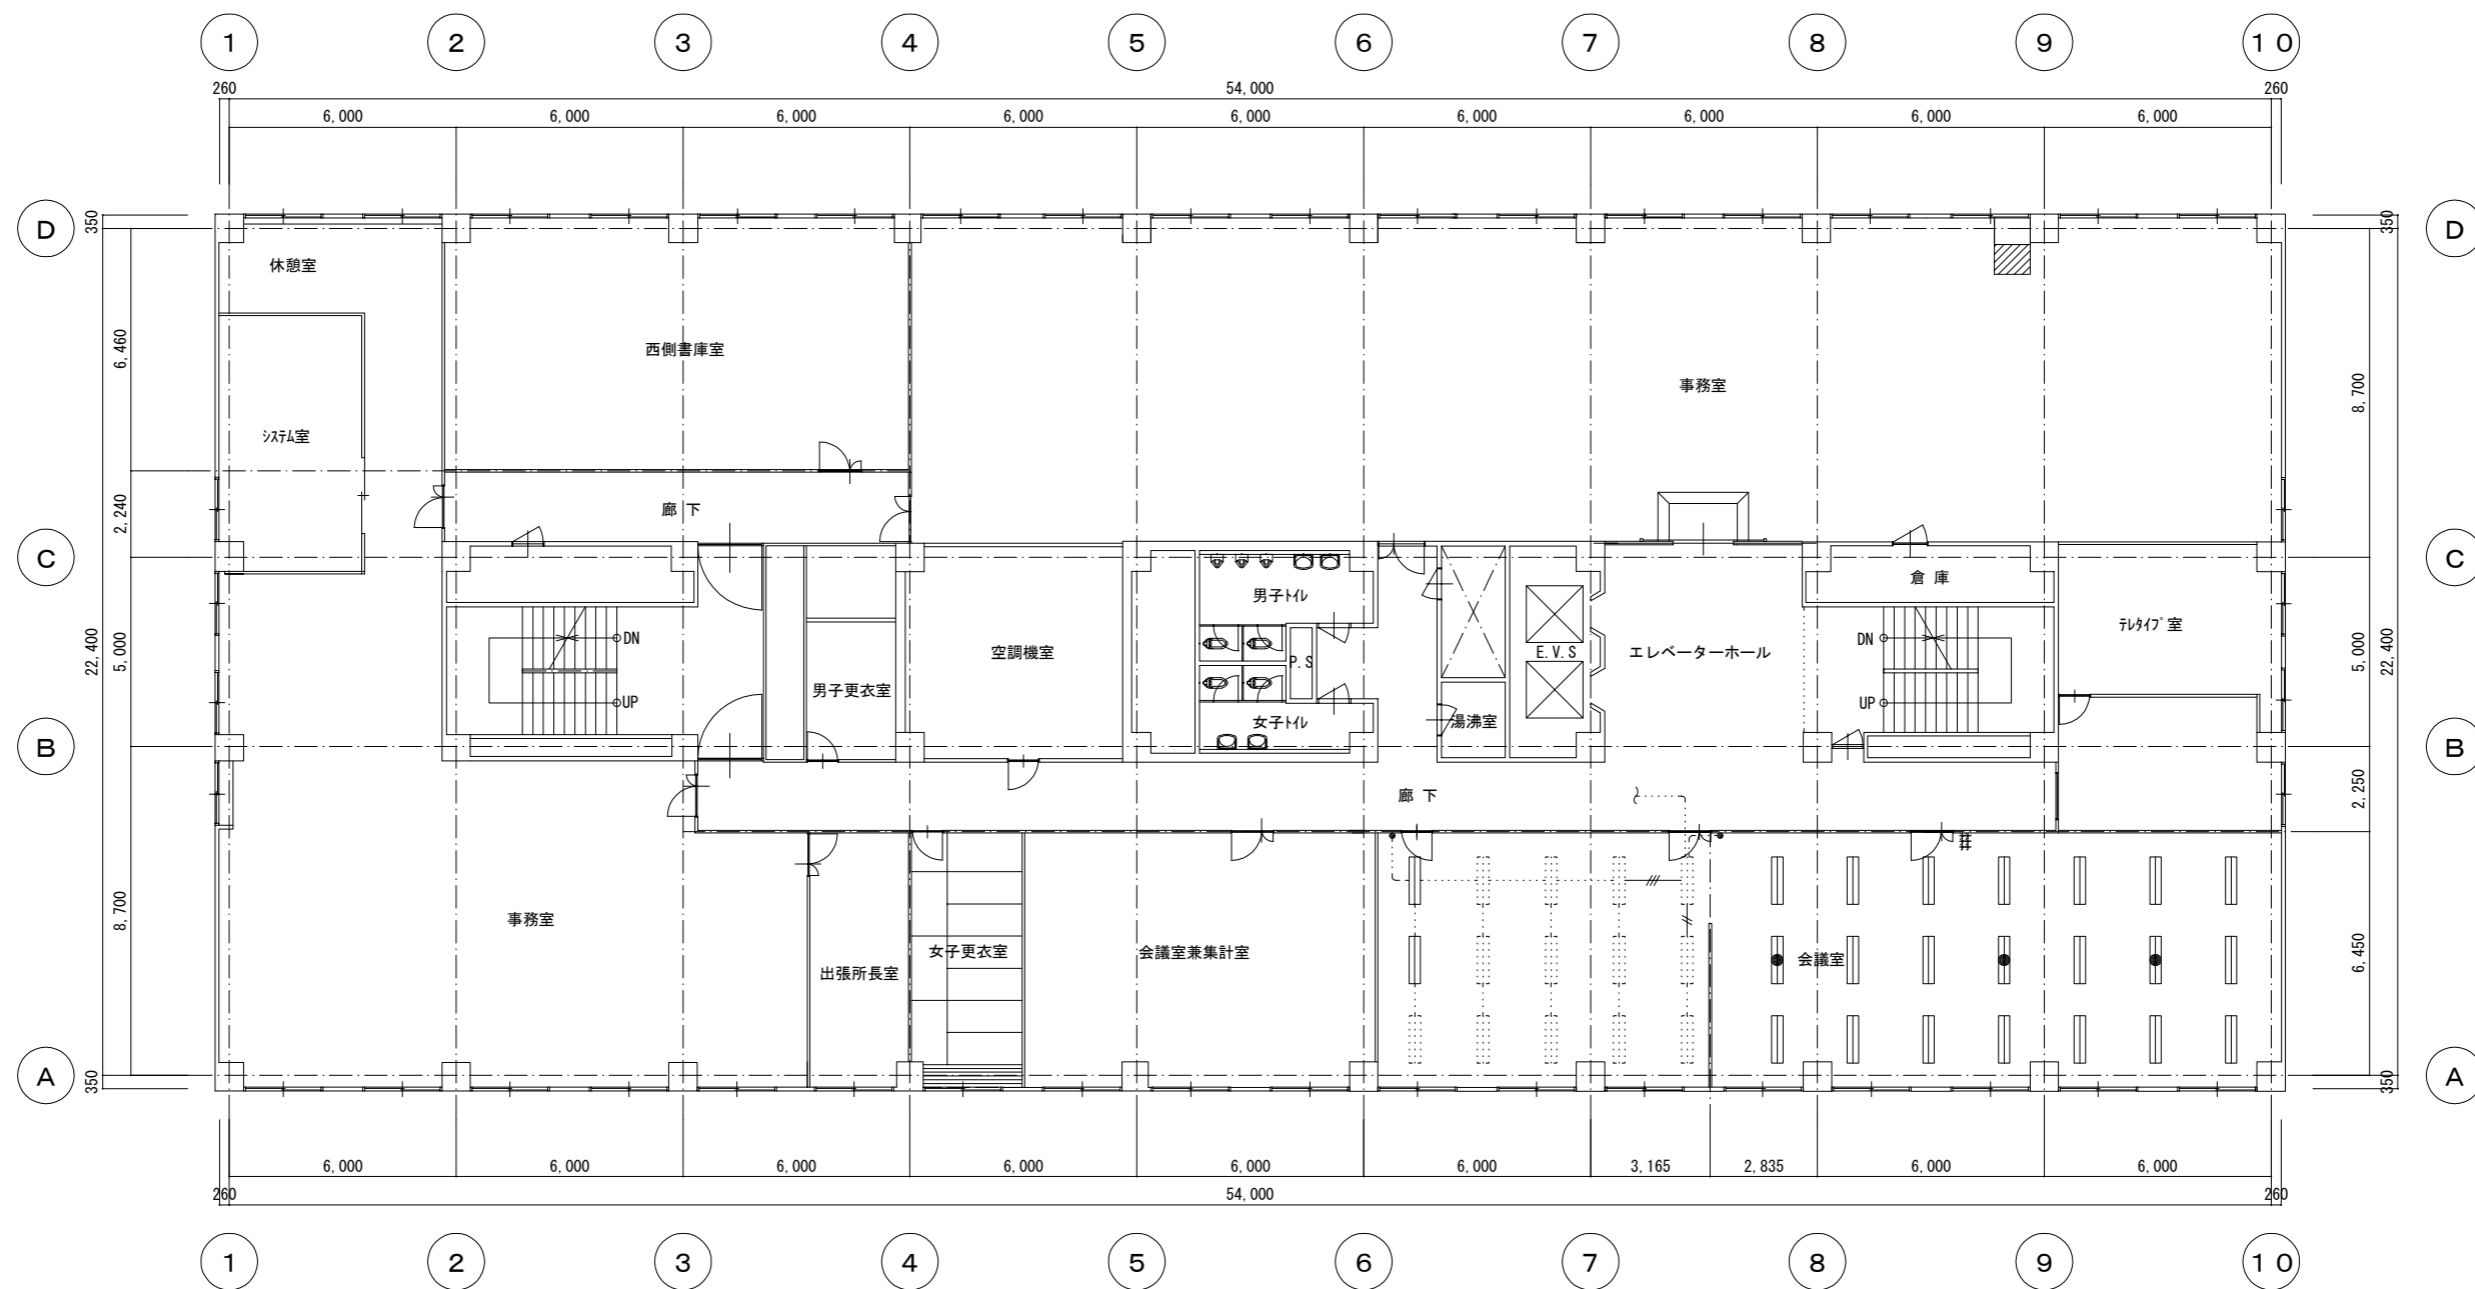 1 2 3 4 5 6 7 8 9 10
260 54,000 260
6,000 6,000 6,000 6,000 6,000 6,000 6,000 6,000 6,000
D 350 350 D
休憩室
西側書庫室
6,460
事務室 8,700
システム室
2,240 廊下
C C
倉庫
男子トイレ
テレタイプ室
DN DN
22,400 5,000 空調機室 P.S E.V.S エレベーターホール 5,000 22,400
男子更衣室
UP UP
女子トイレ 湯沸室
B B
廊下 2,250
8,700 事務室
女子更衣室 会議室兼集計室 会議室 6,450
出張所長室
A 350 350 A
6,000 6,000 6,000 6,000 6,000 6,000 3,165 2,835 6,000 6,000
260 54,000 260
1 2 3 4 5 6 7 8 9 10